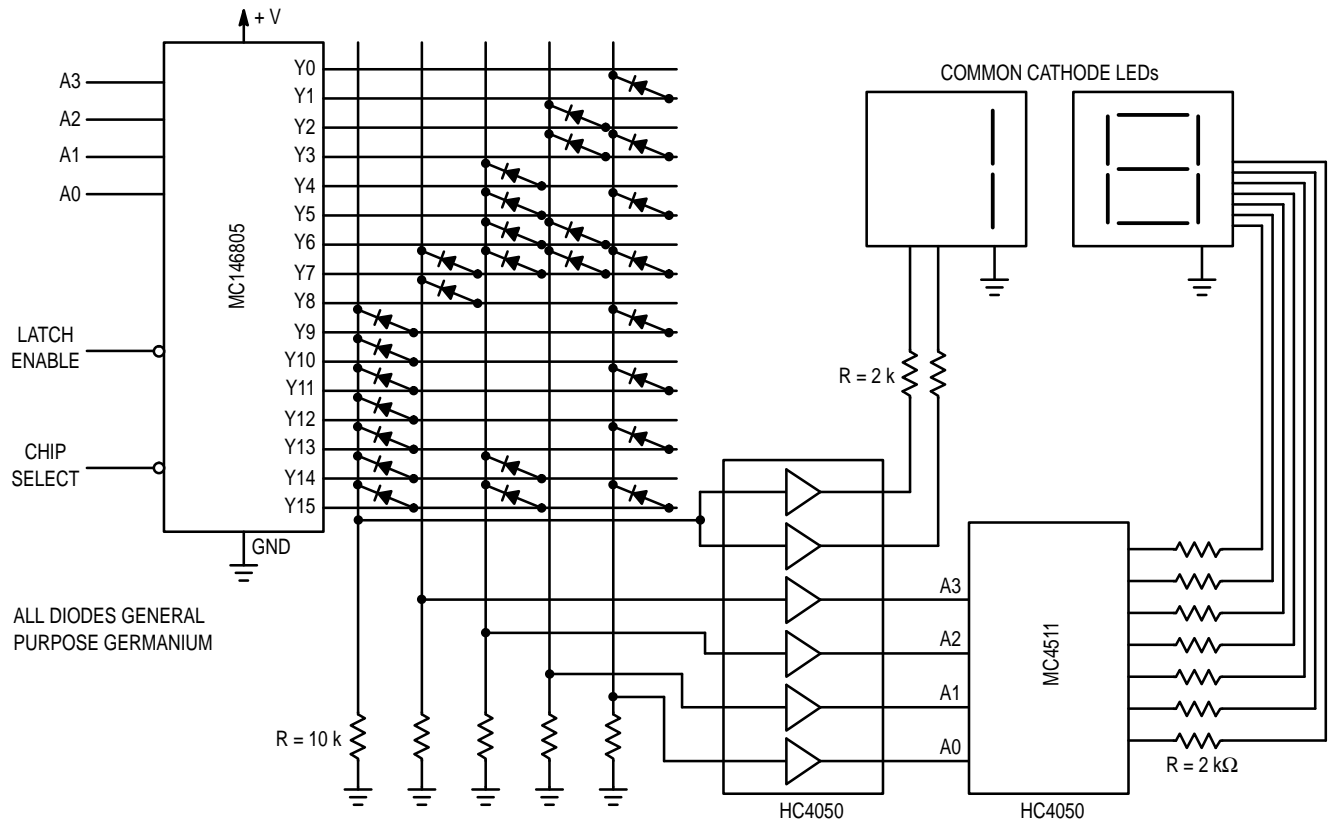 + V
A3
A2
A1
A0
MC146805
LATCH
ENABLE
CHIP
SELECT
GND
Y0
Y1
Y2
Y3
Y4
Y5
Y6
Y7
Y8
Y9
Y10
Y11
Y12
Y13
Y14
Y15
ALL DIODES GENERAL
PURPOSE GERMANIUM
R = 10 k
COMMON CATHODE LEDs
R = 2 k
A3
A2
A1
A0
HC4050
MC4511
HC4050
R = 2 kΩ